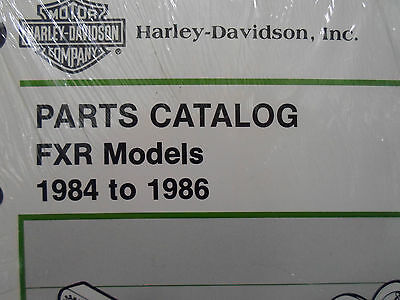 MOTOR
HARLEY-DAVIDSON
COMPANY
Harley-Davidson, Inc.
PARTS CATALOG
FXR Models
1984 to 1986